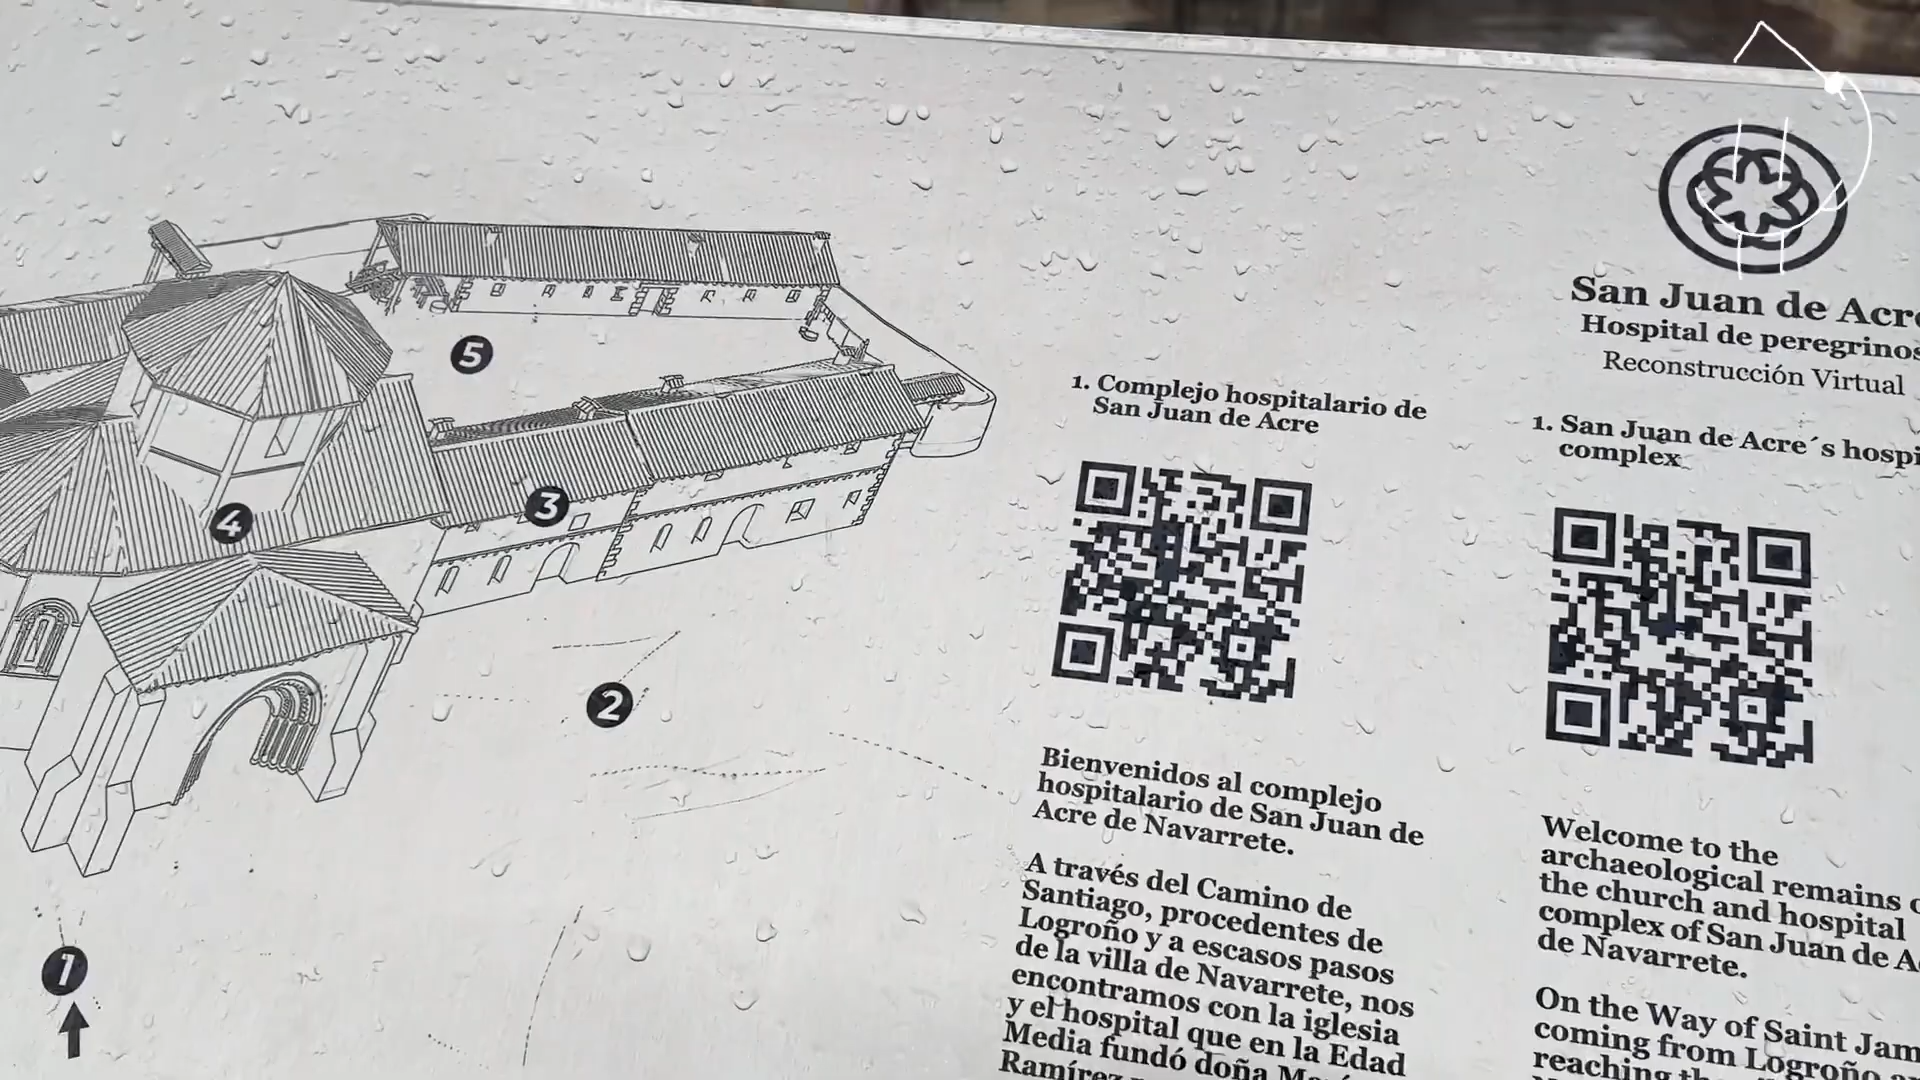 San Juan de Acre
Hospital de peregrinos
Reconstrucción Virtual
1. Complejo hospitalario de
San Juan de Acre
1. San Juan de Acre´s
complex
5
3
4
2
1
Bienvenidos al complejo
hospitalario de San Juan de
Acre de Navarrete.
A través del Camino de
Santiago, procedentes de
Logroño y a escasos pasos
de la villa de Navarrete, nos
encontramos con la iglesia
y el hospital que en la Edad
Media fundó doña
Ramírez
Welcome to the
archaeological remains
the church and hospital
complex of San Juan de
de Navarrete.
On the Way of Saint
coming from Logroño
reaching